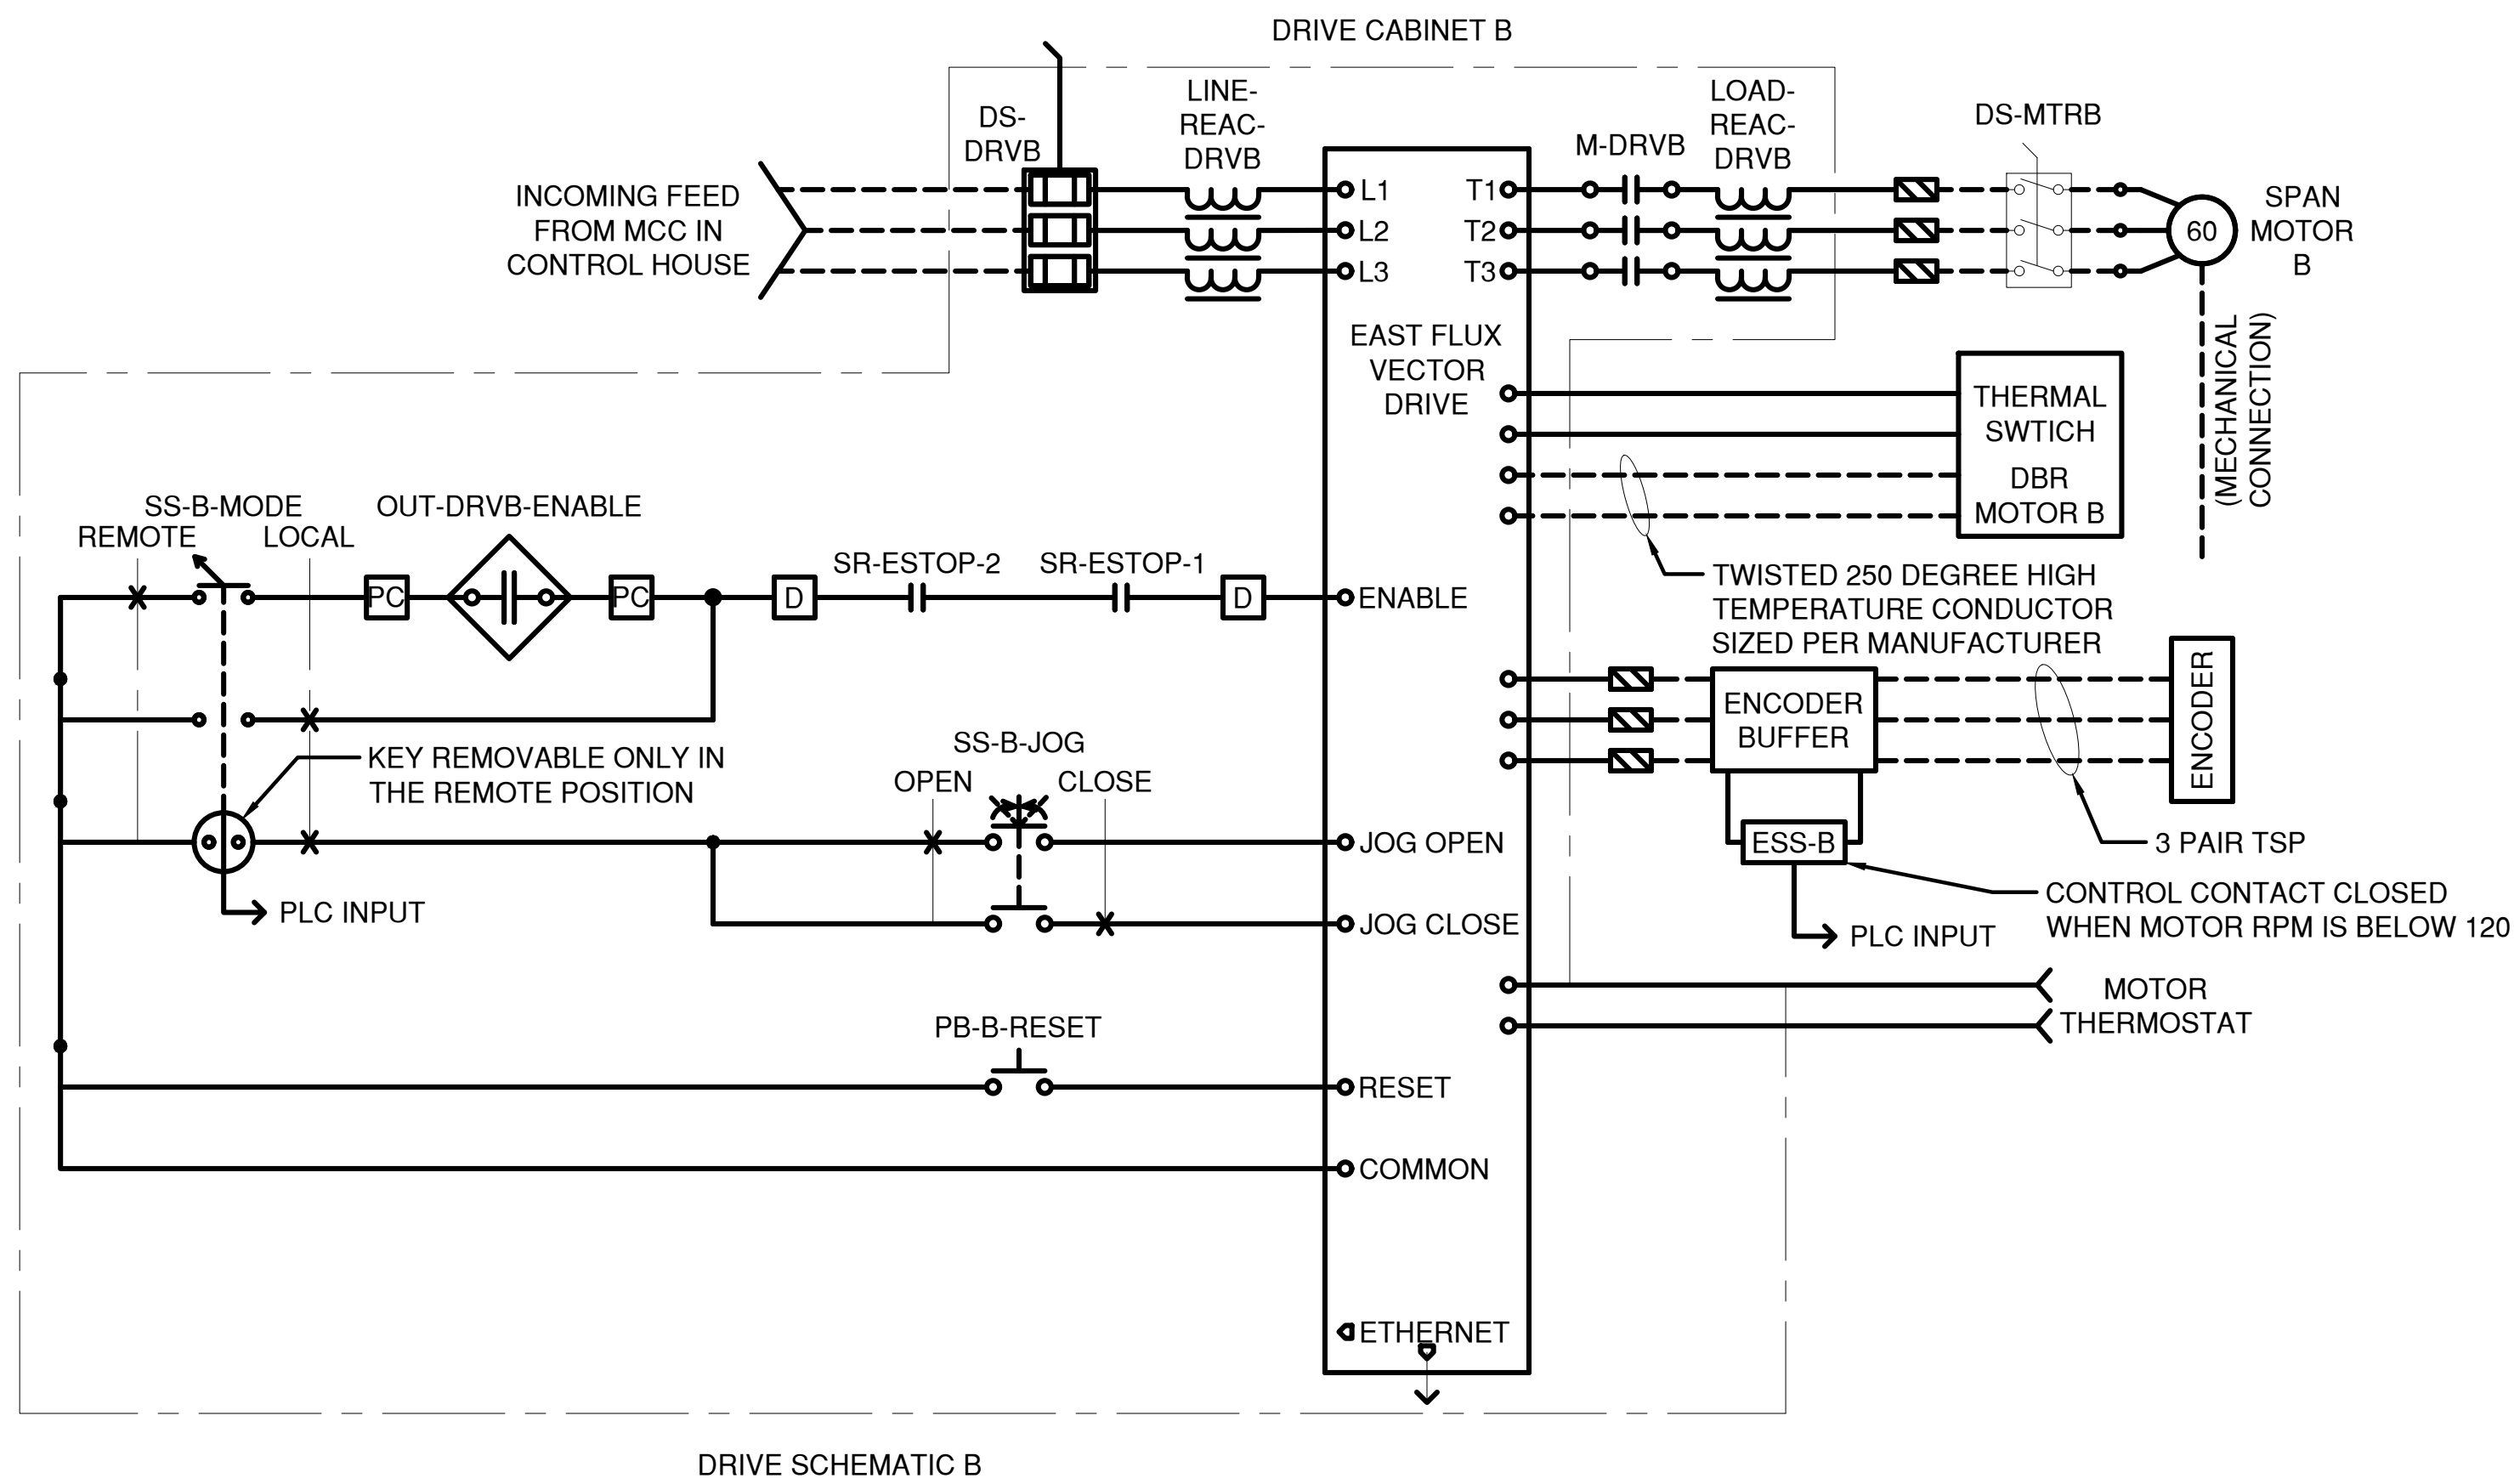 DRIVE CABINET B
DS-
DRVB
LINE-
REAC-
DRVB
M-DRVB
LOAD-
REAC-
DRVB
DS-MTRB
INCOMING FEED
FROM MCC IN
CONTROL HOUSE
L1
L2
L3
T1
T2
T3
60
SPAN
MOTOR
B
(MECHANICAL
CONNECTION)
EAST FLUX
VECTOR
DRIVE
THERMAL
SWTICH
DBR
MOTOR B
TWISTED 250 DEGREE HIGH
TEMPERATURE CONDUCTOR
SIZED PER MANUFACTURER
SS-B-MODE
REMOTE
LOCAL
OUT-DRVB-ENABLE
PC
PC
D
SR-ESTOP-2
SR-ESTOP-1
D
ENABLE
KEY REMOVABLE ONLY IN
THE REMOTE POSITION
PLC INPUT
SS-B-JOG
OPEN
CLOSE
JOG OPEN
JOG CLOSE
ENCODER
BUFFER
ENCODER
ESS-B
3 PAIR TSP
CONTROL CONTACT CLOSED
WHEN MOTOR RPM IS BELOW 120
PLC INPUT
MOTOR
THERMOSTAT
PB-B-RESET
RESET
COMMON
ETHERNET
DRIVE SCHEMATIC B